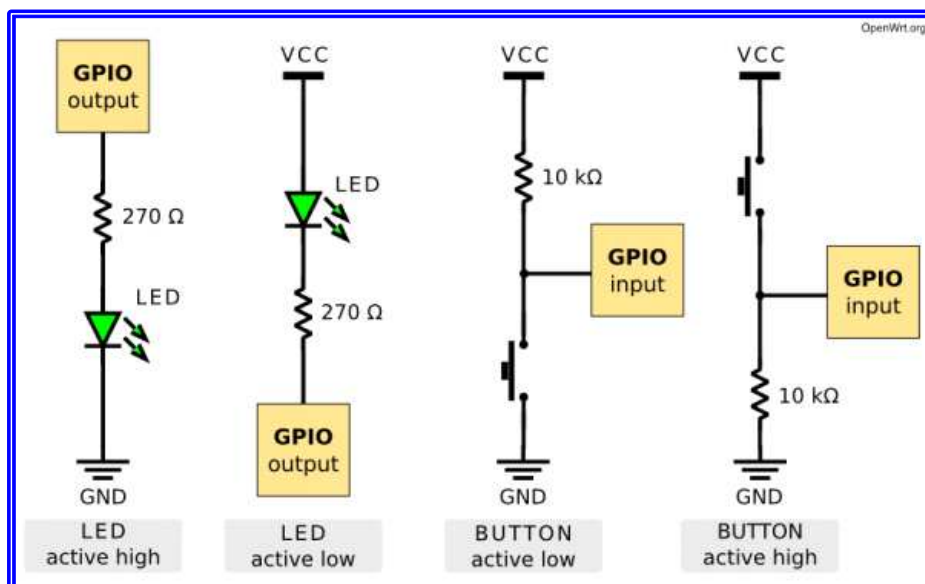 OpenWrt.org
GPIO
output
270 Ω
LED
GND
LED
active high
VCC
LED
270 Ω
GPIO
output
LED
active low
VCC
10 kΩ
GPIO
input
GND
BUTTON
active low
VCC
GPIO
input
10 kΩ
GND
BUTTON
active high